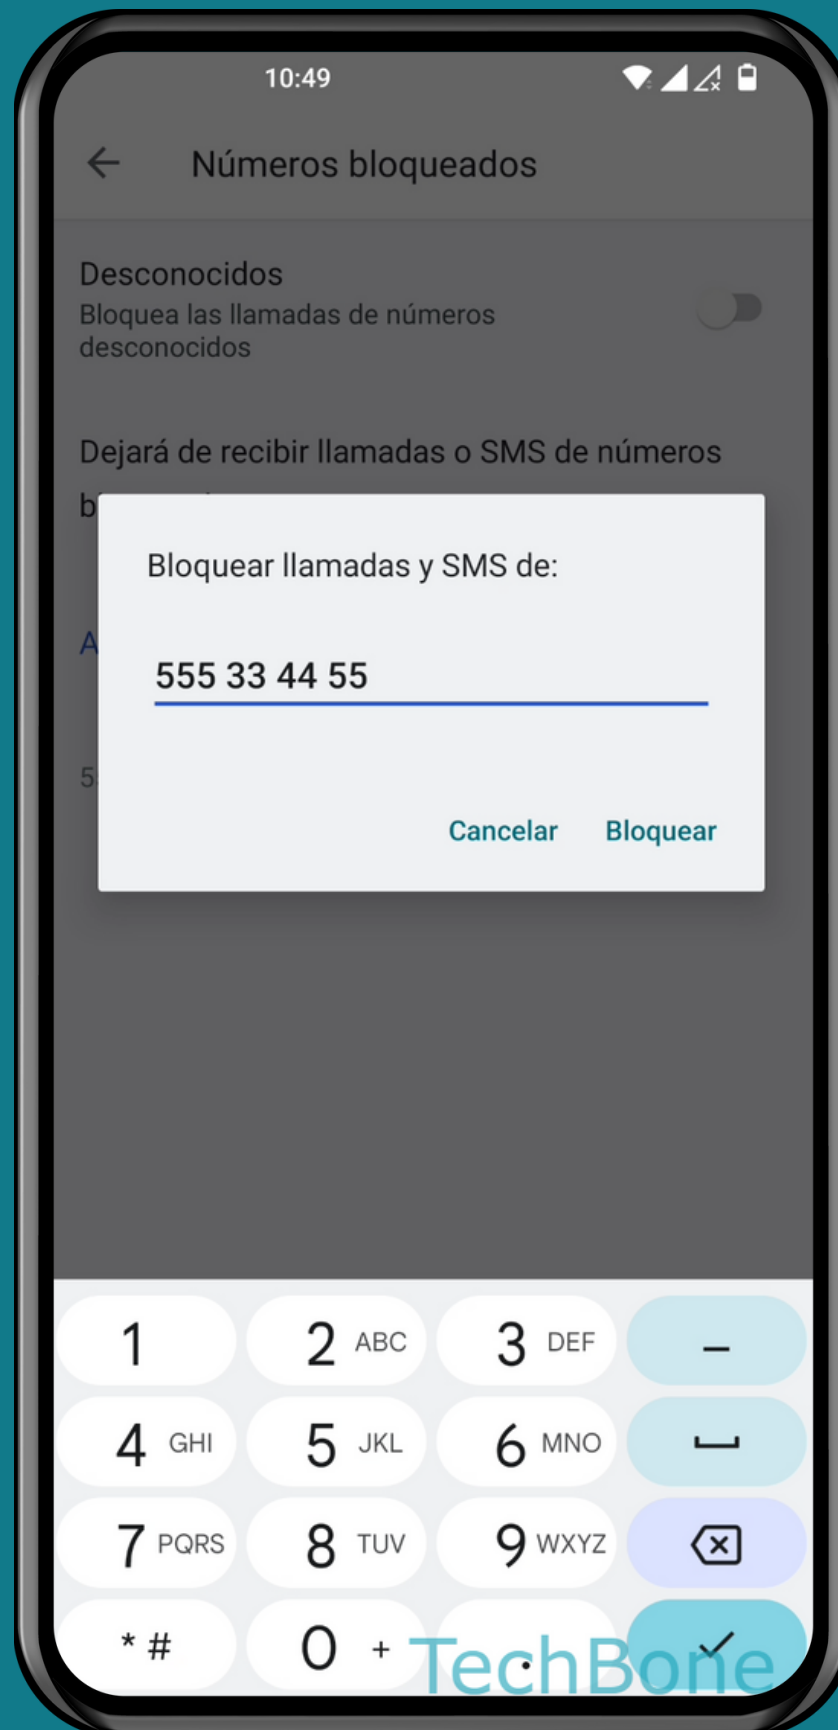 10:49
Números bloqueados
Desconocidos
Bloquea las llamadas de números
desconocidos
Dejará de recibir llamadas o SMS de números
Bloquear llamadas y SMS de:
555 33 44 55
Cancelar Bloquear
1 2 ABC 3 DEF –
4 GHI 5 JKL 6 MNO
7 PQRS 8 TUV 9 WXYZ
* # 0 + .
TechBone